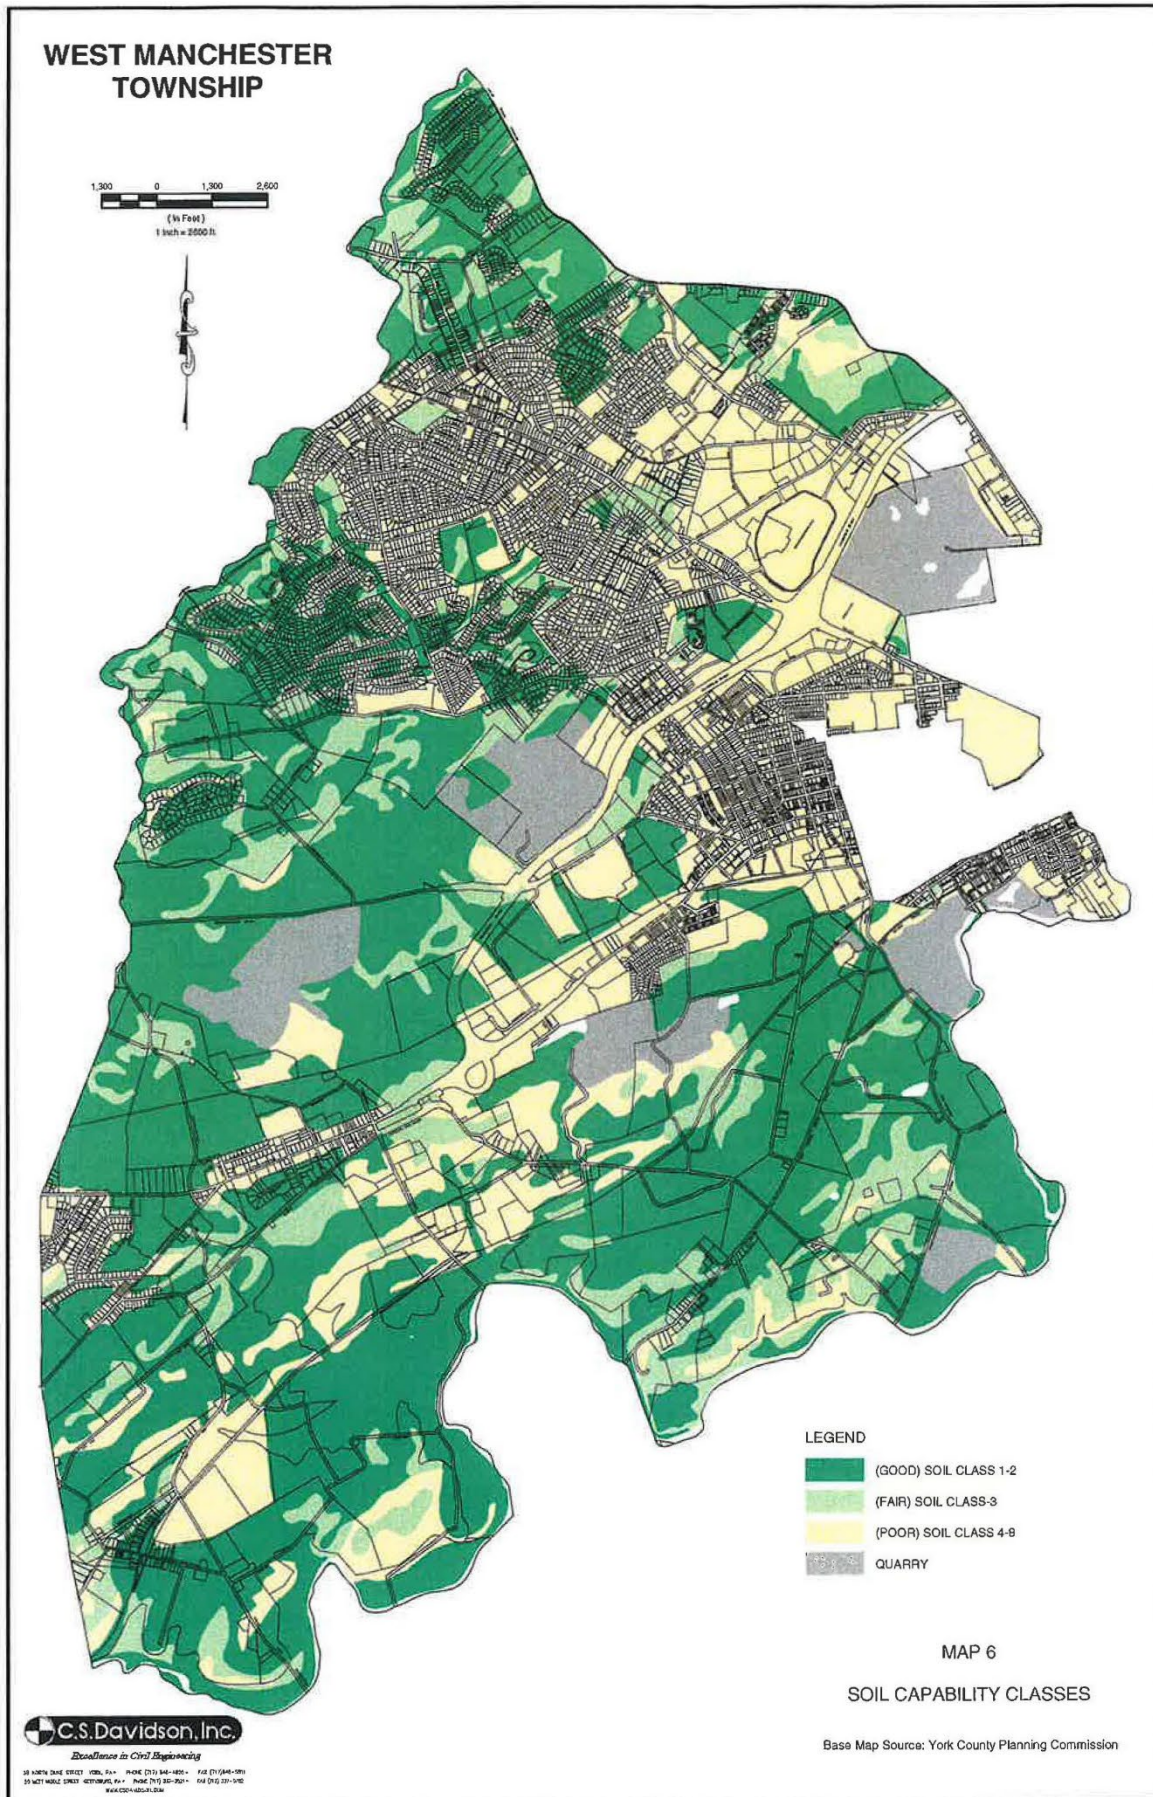 WEST MANCHESTER
TOWNSHIP
1,300 0 1,300 2,600
(In Feet)
1 inch = 2600 ft.
LEGEND
(GOOD) SOIL CLASS 1-2
(FAIR) SOIL CLASS-3
(POOR) SOIL CLASS 4-8
QUARRY
MAP 6
SOIL CAPABILITY CLASSES
Base Map Source: York County Planning Commission
C.S.Davidson,Inc.
Excellence in Civil Engineering